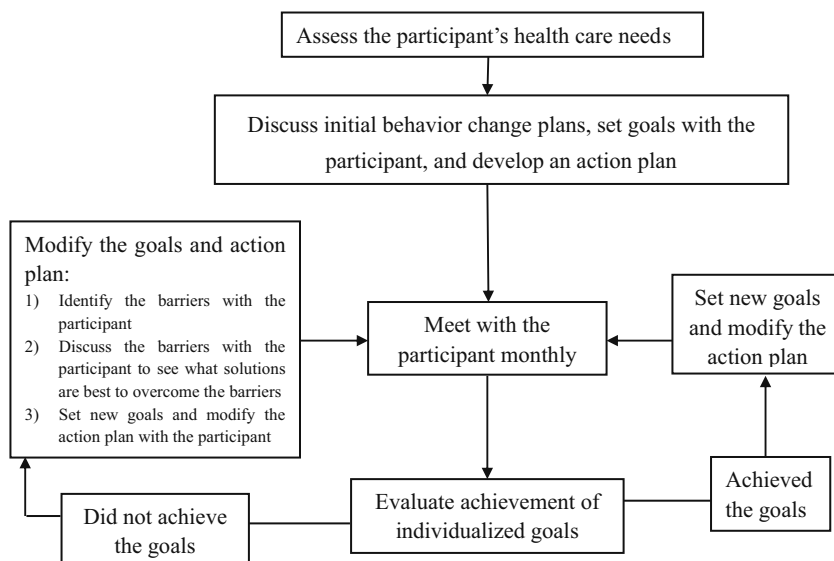 Assess the participant's health care needs
Discuss initial behavior change plans, set goals with the
participant, and develop an action plan
Modify the goals and action
plan:
1) Identify the barriers with the
participant
2) Discuss the barriers with the
participant to see what solutions
are best to overcome the barriers
3) Set new goals and modify the
action plan with the participant
Meet with the
participant monthly
Set new goals
and modify the
action plan
Did not achieve
the goals
Evaluate achievement of
individualized goals
Achieved
the goals